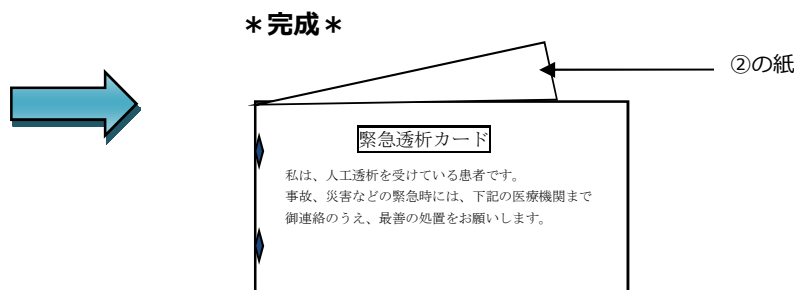 ＊完成＊
②の紙
緊急透析カード
私は、人工透析を受けている患者です。
事故、災害などの緊急時には、下記の医療機関まで
御連絡のうえ、最善の処置をお願いします。